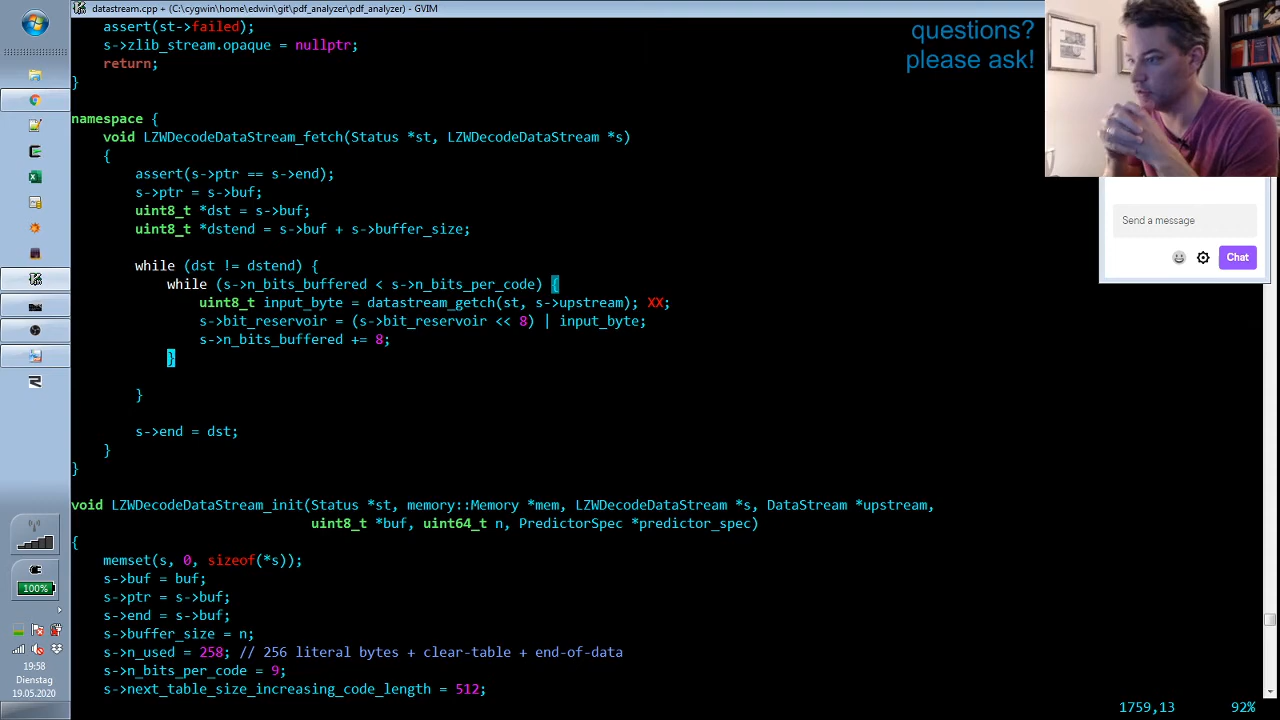 datastream.cpp + (C:\cygwin\home\edwin\git\pdf_analyzer\pdf_analyzer) - GVIM
assert(st->failed);
s->zlib_stream.opaque = nullptr;
return;
}
namespace {
void LZWDecodeDataStream_fetch(Status *st, LZWDecodeDataStream *s)
{
assert(s->ptr == s->end);
s->ptr = s->buf;
uint8_t *dst = s->buf;
uint8_t *dstend = s->buf + s->buffer_size;
while (dst != dstend) {
while (s->n_bits_buffered < s->n_bits_per_code) {
uint8_t input_byte = datastream_getch(st, s->upstream); XX;
s->bit_reservoir = (s->bit_reservoir << 8) | input_byte;
s->n_bits_buffered += 8;
}
}
s->end = dst;
}
}
void LZWDecodeDataStream_init(Status *st, memory::Memory *mem, LZWDecodeDataStream *s, DataStream *upstream,
uint8_t *buf, uint64_t n, PredictorSpec *predictor_spec)
{
memset(s, 0, sizeof(*s));
s->buf = buf;
s->ptr = s->buf;
s->end = s->buf;
s->buffer_size = n;
s->n_used = 258; // 256 literal bytes + clear-table + end-of-data
s->n_bits_per_code = 9;
s->next_table_size_increasing_code_length = 512;
1759,13 92%
questions?
please ask!
Send a message
Chat
100%
19:58
Dienstag
19.05.2020